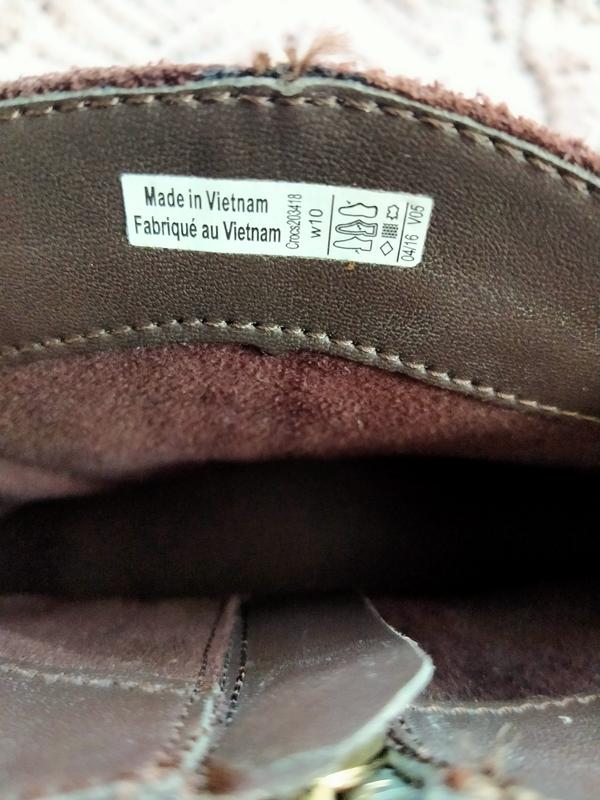 Made in Vietnam
Fabriqué au Vietnam
Crocs203418
w10
04/16 V05